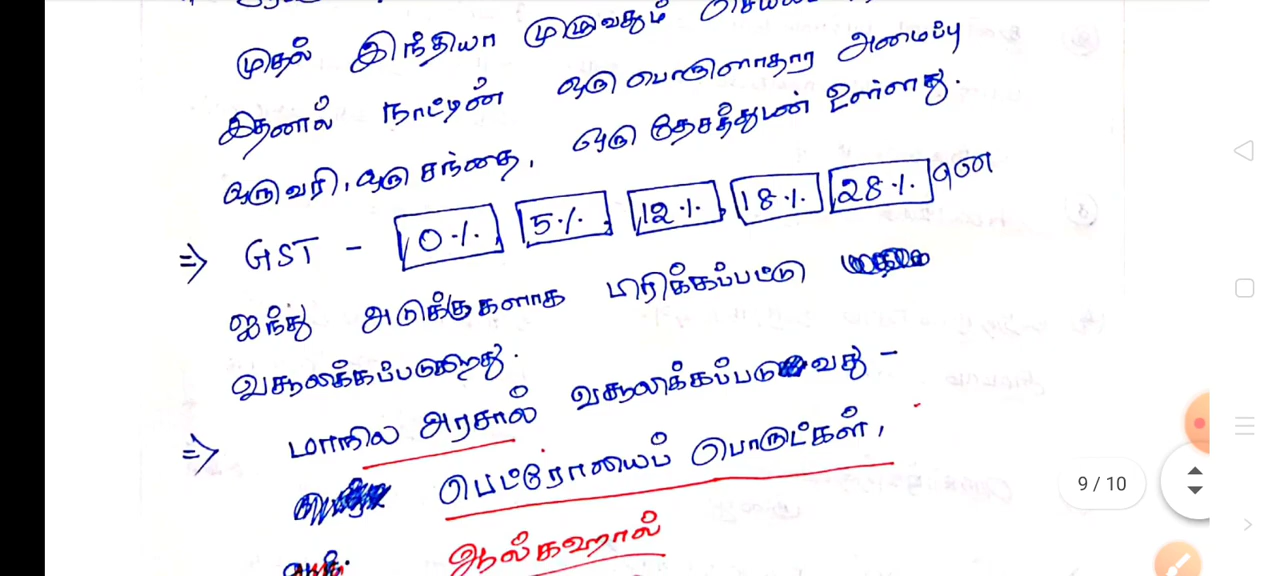 முதல் இந்தியா முழுவதும்
இதனால் நாட்டின் ஒரு பொருளாதார அமைப்பு
ஒரு வரி, ஒரு சந்தை, ஒரு தேசத்துடன் உள்ளது.
⇒ GST - 0%, 5%, 12%, 18%, 28% என
ஐந்து அடுக்குகளாக பிரிக்கப்பட்டு
வசூலிக்கப்படுகிறது.
⇒ மாநில அரசால் வசூலிக்கப்படுவது -
பெட்ரோலியப் பொருட்கள்,
ஆல்கஹால்
9 / 10